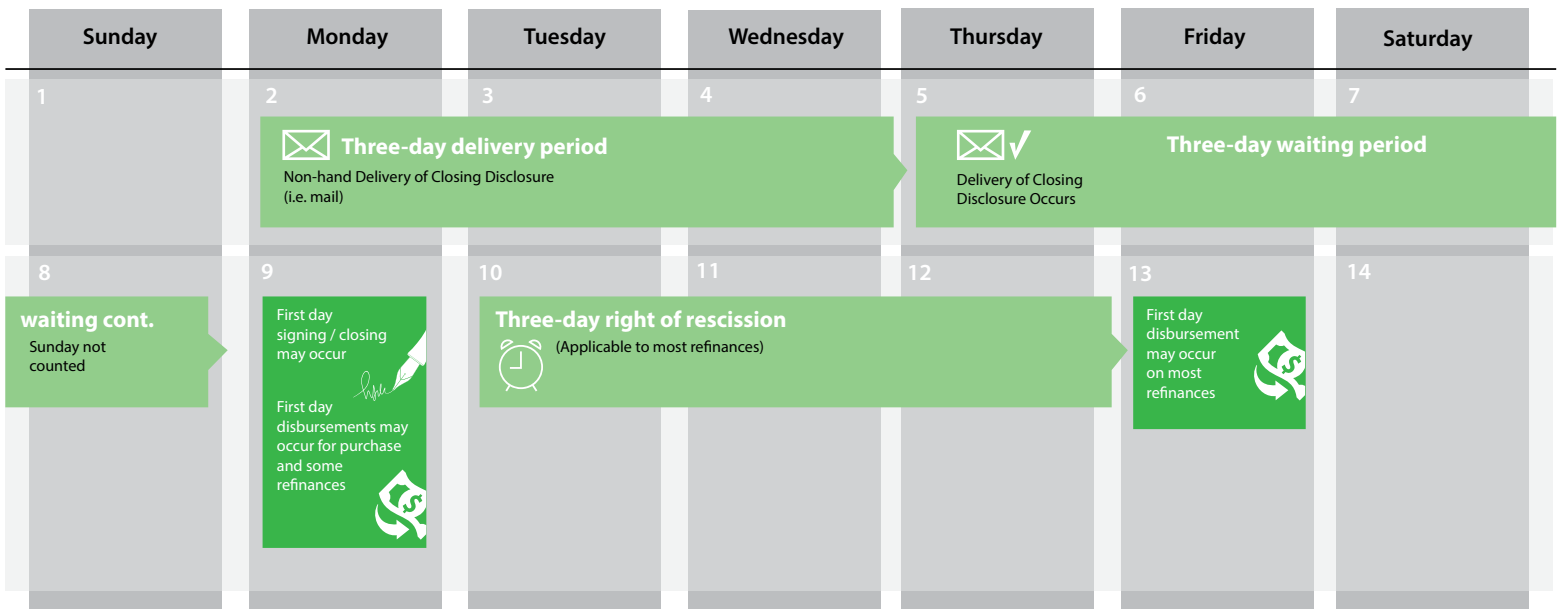 Sunday
Monday
Tuesday
Wednesday
Thursday
Friday
Saturday
1
2
3
4
5
6
7
Three-day delivery period
Non-hand Delivery of Closing Disclosure
(i.e. mail)
Three-day waiting period
Delivery of Closing
Disclosure Occurs
8
9
10
11
12
13
14
waiting cont.
Sunday not
counted
First day
signing / closing
may occur
First day
disbursements may
occur for purchase
and some
refinances
Three-day right of rescission
(Applicable to most refinances)
First day
disbursement
may occur
on most
refinances